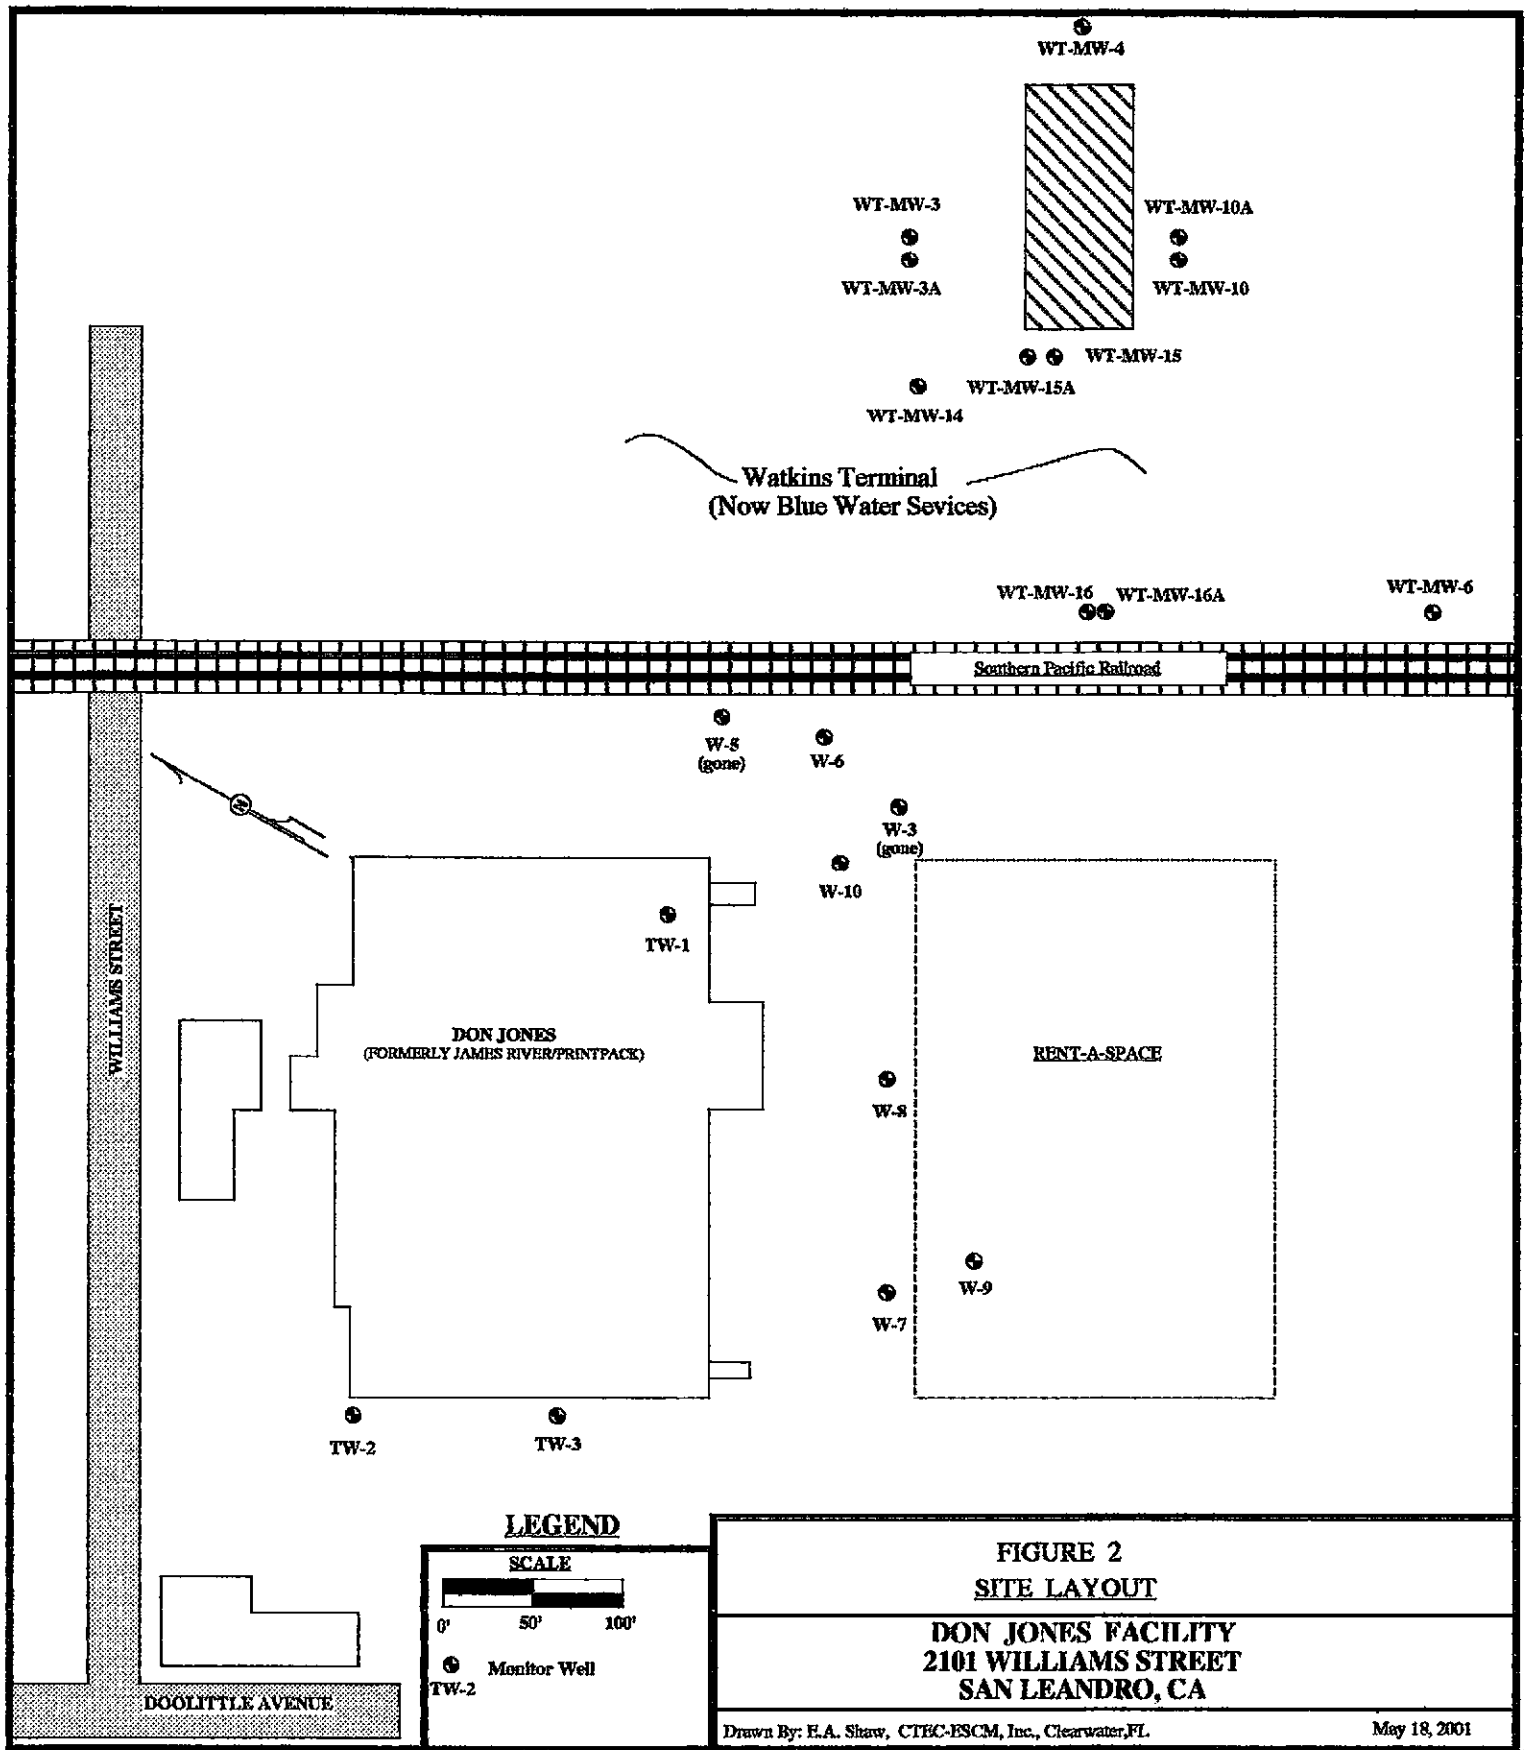 WT-MW-4
WT-MW-3
WT-MW-10A
WT-MW-3A
WT-MW-10
WT-MW-15
WT-MW-15A
WT-MW-14
Watkins Terminal
(Now Blue Water Sevices)
WT-MW-16
WT-MW-16A
WT-MW-6
Southern Pacific Railroad
W-5
(gone)
W-6
N
W-3
(gone)
W-10
TW-1
WILLIAMS STREET
DON JONES
(FORMERLY JAMES RIVER/PRINTPACK)
RENT-A-SPACE
W-8
W-9
W-7
TW-2
TW-3
LEGEND
SCALE
0' 50' 100'
Monitor Well
TW-2
DOOLITTLE AVENUE
FIGURE 2
SITE LAYOUT
DON JONES FACILITY
2101 WILLIAMS STREET
SAN LEANDRO, CA
Drawn By: E.A. Shaw, CTEC-ESCM, Inc., Clearwater,FL
May 18, 2001